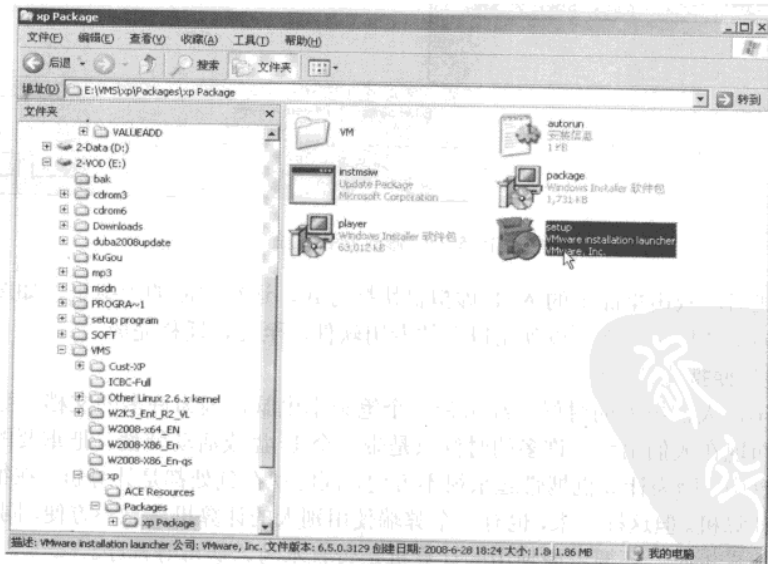 xp Package
文件(F) 编辑(E) 查看(V) 收藏(A) 工具(T) 帮助(H)
后退 搜索 文件夹
地址(D) E:\VMS\xp\Packages\xp Package 转到
文件夹
VALUEADD
2-Data (D:)
2-VOD (E:)
bak
cdrom3
cdrom6
Downloads
duba2008update
KuGou
mp3
msdn
PROGRA~1
setup program
SOFT
VMS
Cust-XP
ICBC-Full
Other Linux 2.6.x kernel
W2K3_Ent_R2_VL
W2008-x64_EN
W2008-X86_En
W2008-X86_En-qs
xp
ACE Resources
Packages
xp Package
VM
autorun
安装信息
1 KB
instmsiw
Update Package
Microsoft Corporation
package
Windows Installer 软件包
1,731 KB
player
Windows Installer 软件包
63,012 KB
setup
VMware installation launcher
VMware, Inc.
描述: VMware installation launcher 公司: VMware, Inc. 文件版本: 6.5.0.3129 创建日期: 2008-6-28 18:24 大小: 1.8 1.86 MB 我的电脑